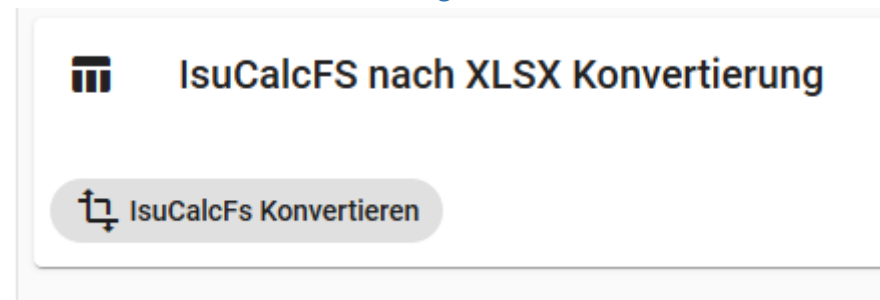 IsuCalcFS nach XLSX Konvertierung
IsuCalcFs Konvertieren